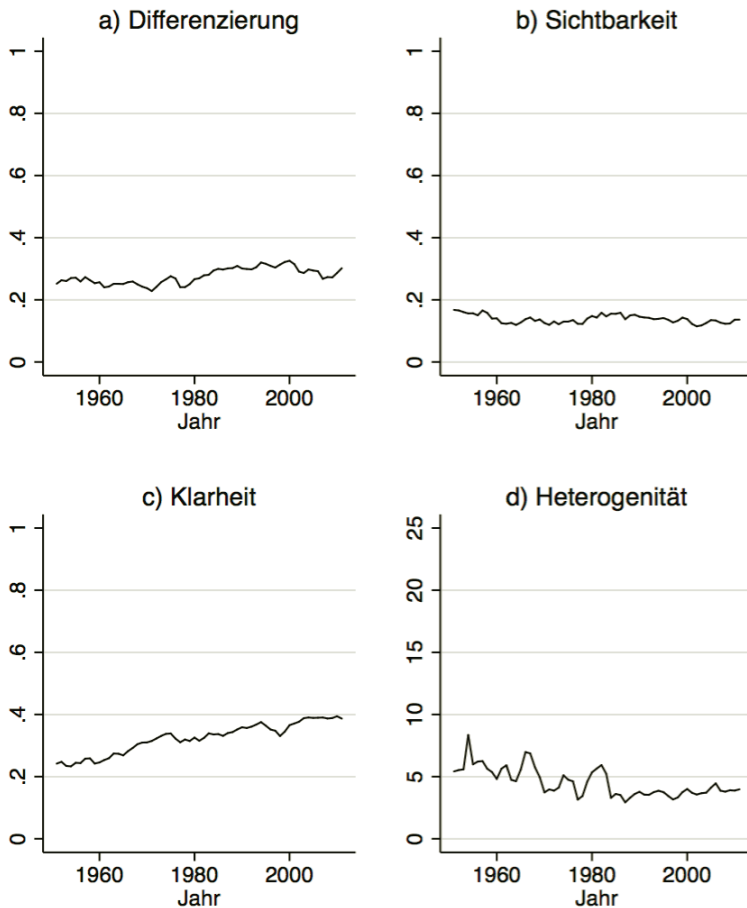 a) Differenzierung
1
.8
.6
.4
.2
0
1960 1980 2000
Jahr
b) Sichtbarkeit
1
.8
.6
.4
.2
0
1960 1980 2000
Jahr
c) Klarheit
1
.8
.6
.4
.2
0
1960 1980 2000
Jahr
d) Heterogenität
25
20
15
10
5
0
1960 1980 2000
Jahr